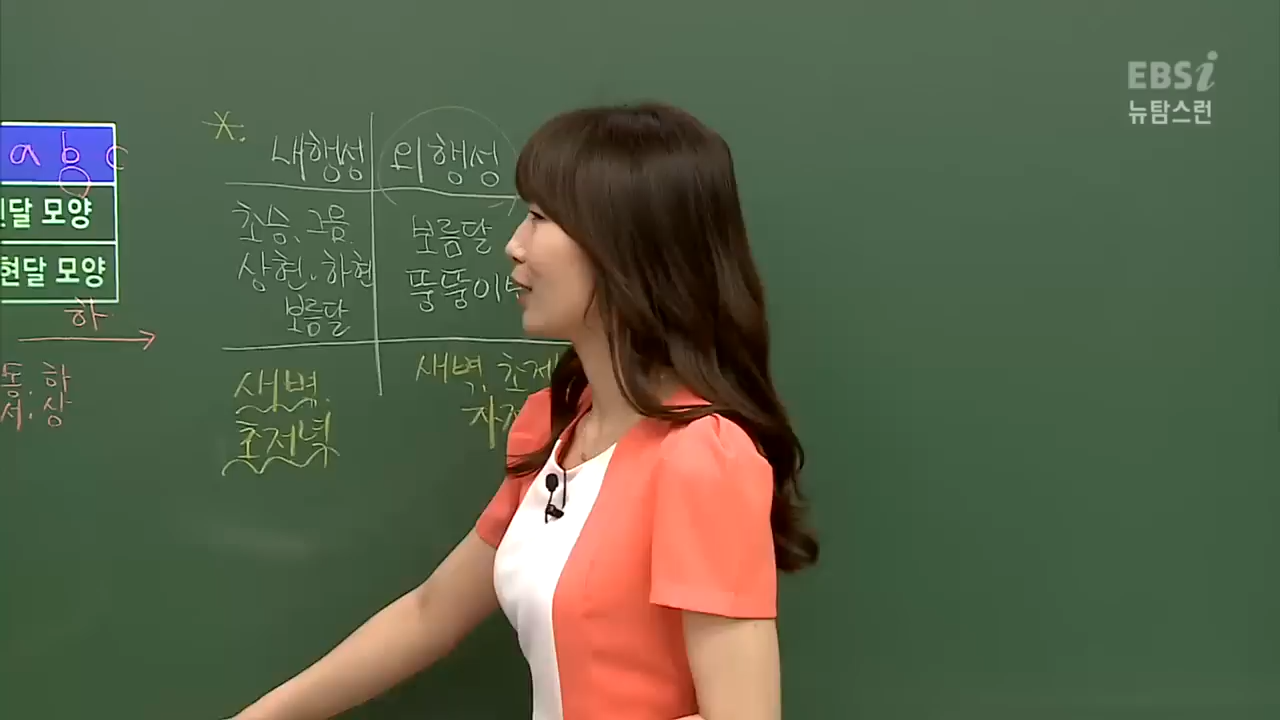 EBSi
뉴탐스런
a b c
달 모양
현달 모양
하
동. 하
서. 상
*.
내행성 외행성
초승, 그믐.
상현. 하현
보름달
보름달
뚱뚱이
새벽.
초저녁
새벽, 초저